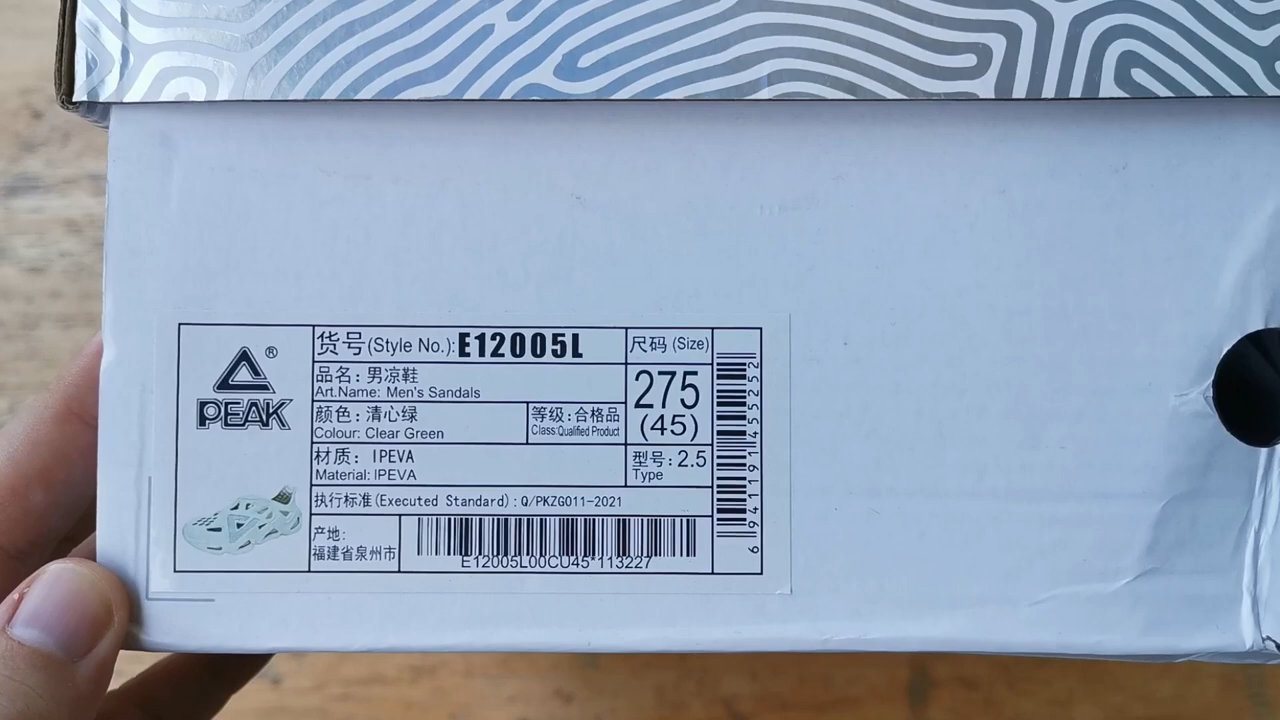 ®
PEAK
货号(Style No.): E12005L
品名: 男凉鞋
Art.Name: Men's Sandals
颜色: 清心绿
Colour: Clear Green
等级:合格品
Class:Qualified Product
材质: IPEVA
Material: IPEVA
尺码 (Size)
275
(45)
型号: 2.5
Type
执行标准(Executed Standard): Q/PKZG011-2021
产地:
福建省泉州市
E12005L00CU45*113227
6941191455252